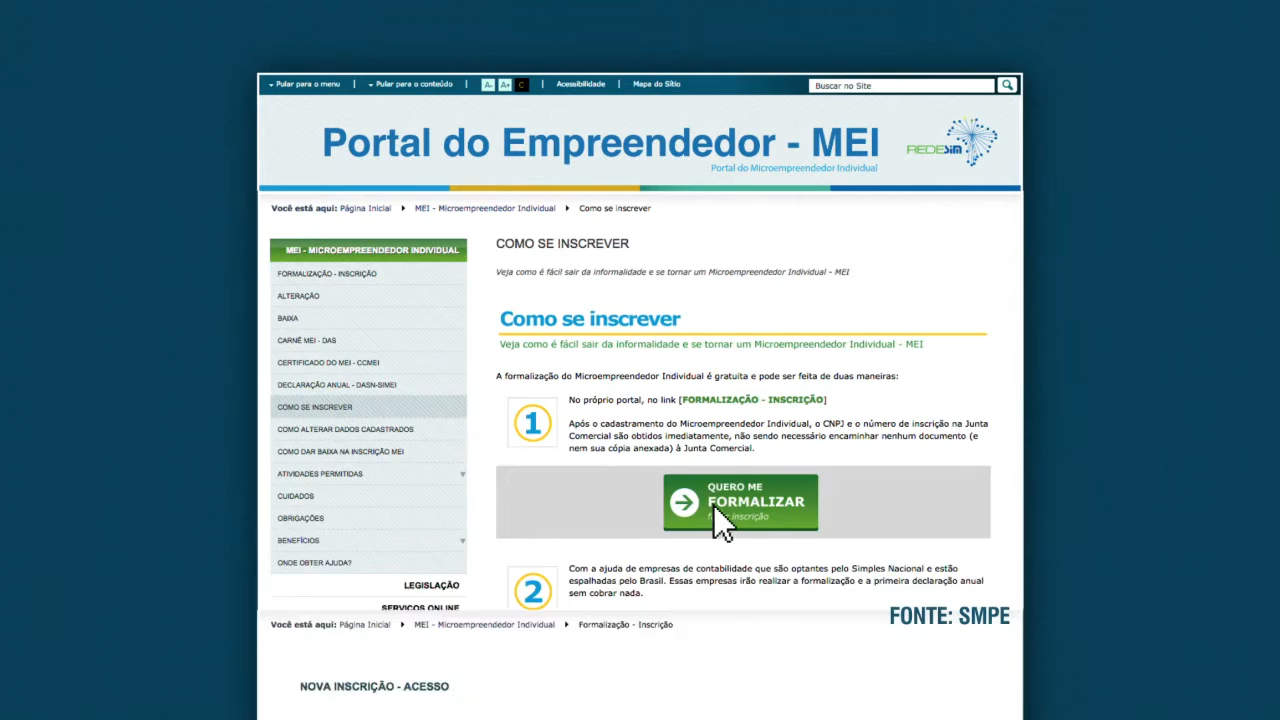 Pular para o menu | Pular para o conteúdo | A- A+ C | Acessibilidade | Mapa do Sítio Buscar no Site
Portal do Empreendedor - MEI
REDESIM
Portal do Microempreendedor Individual
Você está aqui: Página Inicial MEI - Microempreendedor Individual Como se inscrever
MEI - MICROEMPREENDEDOR INDIVIDUAL
FORMALIZAÇÃO - INSCRIÇÃO
ALTERAÇÃO
BAIXA
CARNÊ MEI - DAS
CERTIFICADO DO MEI - CCMEI
DECLARAÇÃO ANUAL - DASN-SIMEI
COMO SE INSCREVER
COMO ALTERAR DADOS CADASTRADOS
COMO DAR BAIXA NA INSCRIÇÃO MEI
ATIVIDADES PERMITIDAS
CUIDADOS
OBRIGAÇÕES
BENEFÍCIOS
ONDE OBTER AJUDA?
LEGISLAÇÃO
SERVIÇOS ONLINE
COMO SE INSCREVER
Veja como é fácil sair da informalidade e se tornar um Microempreendedor Individual - MEI
Como se inscrever
Veja como é fácil sair da informalidade e se tornar um Microempreendedor Individual - MEI
A formalização do Microempreendedor Individual é gratuita e pode ser feita de duas maneiras:
1
No próprio portal, no link [FORMALIZAÇÃO - INSCRIÇÃO]
Após o cadastramento do Microempreendedor Individual, o CNPJ e o número de inscrição na Junta
Comercial são obtidos imediatamente, não sendo necessário encaminhar nenhum documento (e
nem sua cópia anexada) à Junta Comercial.
QUERO ME
FORMALIZAR
inscrição
2
Com a ajuda de empresas de contabilidade que são optantes pelo Simples Nacional e estão
espalhadas pelo Brasil. Essas empresas irão realizar a formalização e a primeira declaração anual
sem cobrar nada.
FONTE: SMPE
Você está aqui: Página Inicial MEI - Microempreendedor Individual Formalização - Inscrição
NOVA INSCRIÇÃO - ACESSO